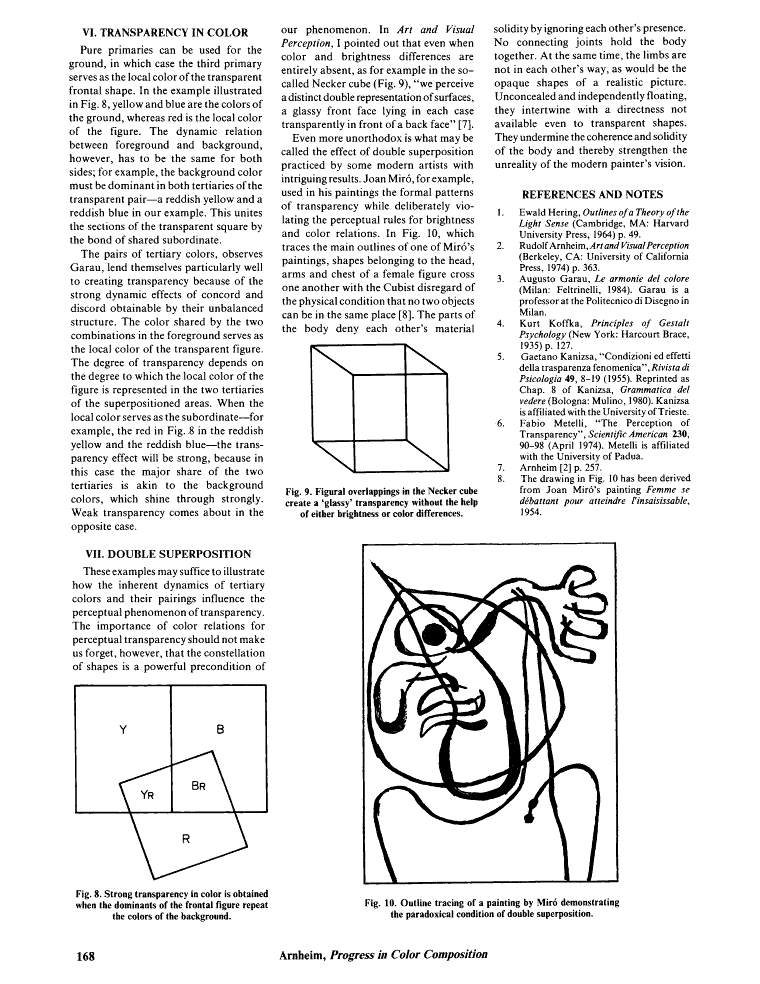 VI. TRANSPARENCY IN COLOR
Pure primaries can be used for the
ground, in which case the third primary
serves as the local color of the transparent
frontal shape. In the example illustrated
in Fig. 8, yellow and blue are the colors of
the ground, whereas red is the local color
of the figure. The dynamic relation
between foreground and background,
however, has to be the same for both
sides; for example, the background color
must be dominant in both tertiaries of the
transparent pair—a reddish yellow and a
reddish blue in our example. This unites
the sections of the transparent square by
the bond of shared subordinate.
The pairs of tertiary colors, observes
Garau, lend themselves particularly well
to creating transparency because of the
strong dynamic effects of concord and
discord obtainable by their unbalanced
structure. The color shared by the two
combinations in the foreground serves as
the local color of the transparent figure.
The degree of transparency depends on
the degree to which the local color of the
figure is represented in the two tertiaries
of the superpositioned areas. When the
local color serves as the subordinate—for
example, the red in Fig. 8 in the reddish
yellow and the reddish blue—the trans-
parency effect will be strong, because in
this case the major share of the two
tertiaries is akin to the background
colors, which shine through strongly.
Weak transparency comes about in the
opposite case.
VII. DOUBLE SUPERPOSITION
These examples may suffice to illustrate
how the inherent dynamics of tertiary
colors and their pairings influence the
perceptual phenomenon of transparency.
The importance of color relations for
perceptual transparency should not make
us forget, however, that the constellation
of shapes is a powerful precondition of
Y
B
YR
BR
R
Fig. 8. Strong transparency in color is obtained
when the dominants of the frontal figure repeat
the colors of the background.
our phenomenon. In Art and Visual
Perception, I pointed out that even when
color and brightness differences are
entirely absent, as for example in the so-
called Necker cube (Fig. 9), “we perceive
a distinct double representation of surfaces,
a glassy front face lying in each case
transparently in front of a back face” [7].
Even more unorthodox is what may be
called the effect of double superposition
practiced by some modern artists with
intriguing results. Joan Miró, for example,
used in his paintings the formal patterns
of transparency while deliberately vio-
lating the perceptual rules for brightness
and color relations. In Fig. 10, which
traces the main outlines of one of Miró's
paintings, shapes belonging to the head,
arms and chest of a female figure cross
one another with the Cubist disregard of
the physical condition that no two objects
can be in the same place [8]. The parts of
the body deny each other's material
Fig. 9. Figural overlappings in the Necker cube
create a ‘glassy’ transparency without the help
of either brightness or color differences.
solidity by ignoring each other's presence.
No connecting joints hold the body
together. At the same time, the limbs are
not in each other's way, as would be the
opaque shapes of a realistic picture.
Unconcealed and independently floating,
they intertwine with a directness not
available even to transparent shapes.
They undermine the coherence and solidity
of the body and thereby strengthen the
unreality of the modern painter's vision.
REFERENCES AND NOTES
1. Ewald Hering, Outlines of a Theory of the
Light Sense (Cambridge, MA: Harvard
University Press, 1964) p. 49.
2. Rudolf Arnheim, Art and Visual Perception
(Berkeley, CA: University of California
Press, 1974) p. 363.
3. Augusto Garau, Le armonie del colore
(Milan: Feltrinelli, 1984). Garau is a
professor at the Politecnico di Disegno in
Milan.
4. Kurt Koffka, Principles of Gestalt
Psychology (New York: Harcourt Brace,
1935) p. 127.
5. Gaetano Kanizsa, “Condizioni ed effetti
della trasparenza fenomenica”, Rivista di
Psicologia 49, 8–19 (1955). Reprinted as
Chap. 8 of Kanizsa, Grammatica del
vedere (Bologna: Mulino, 1980). Kanizsa
is affiliated with the University of Trieste.
6. Fabio Metelli, “The Perception of
Transparency”, Scientific American 230,
90–98 (April 1974). Metelli is affiliated
with the University of Padua.
7. Arnheim [2] p. 257.
8. The drawing in Fig. 10 has been derived
from Joan Miró's painting Femme se
débattant pour atteindre l'insaisissable,
1954.
Fig. 10. Outline tracing of a painting by Miró demonstrating
the paradoxical condition of double superposition.
168
Arnheim, Progress in Color Composition